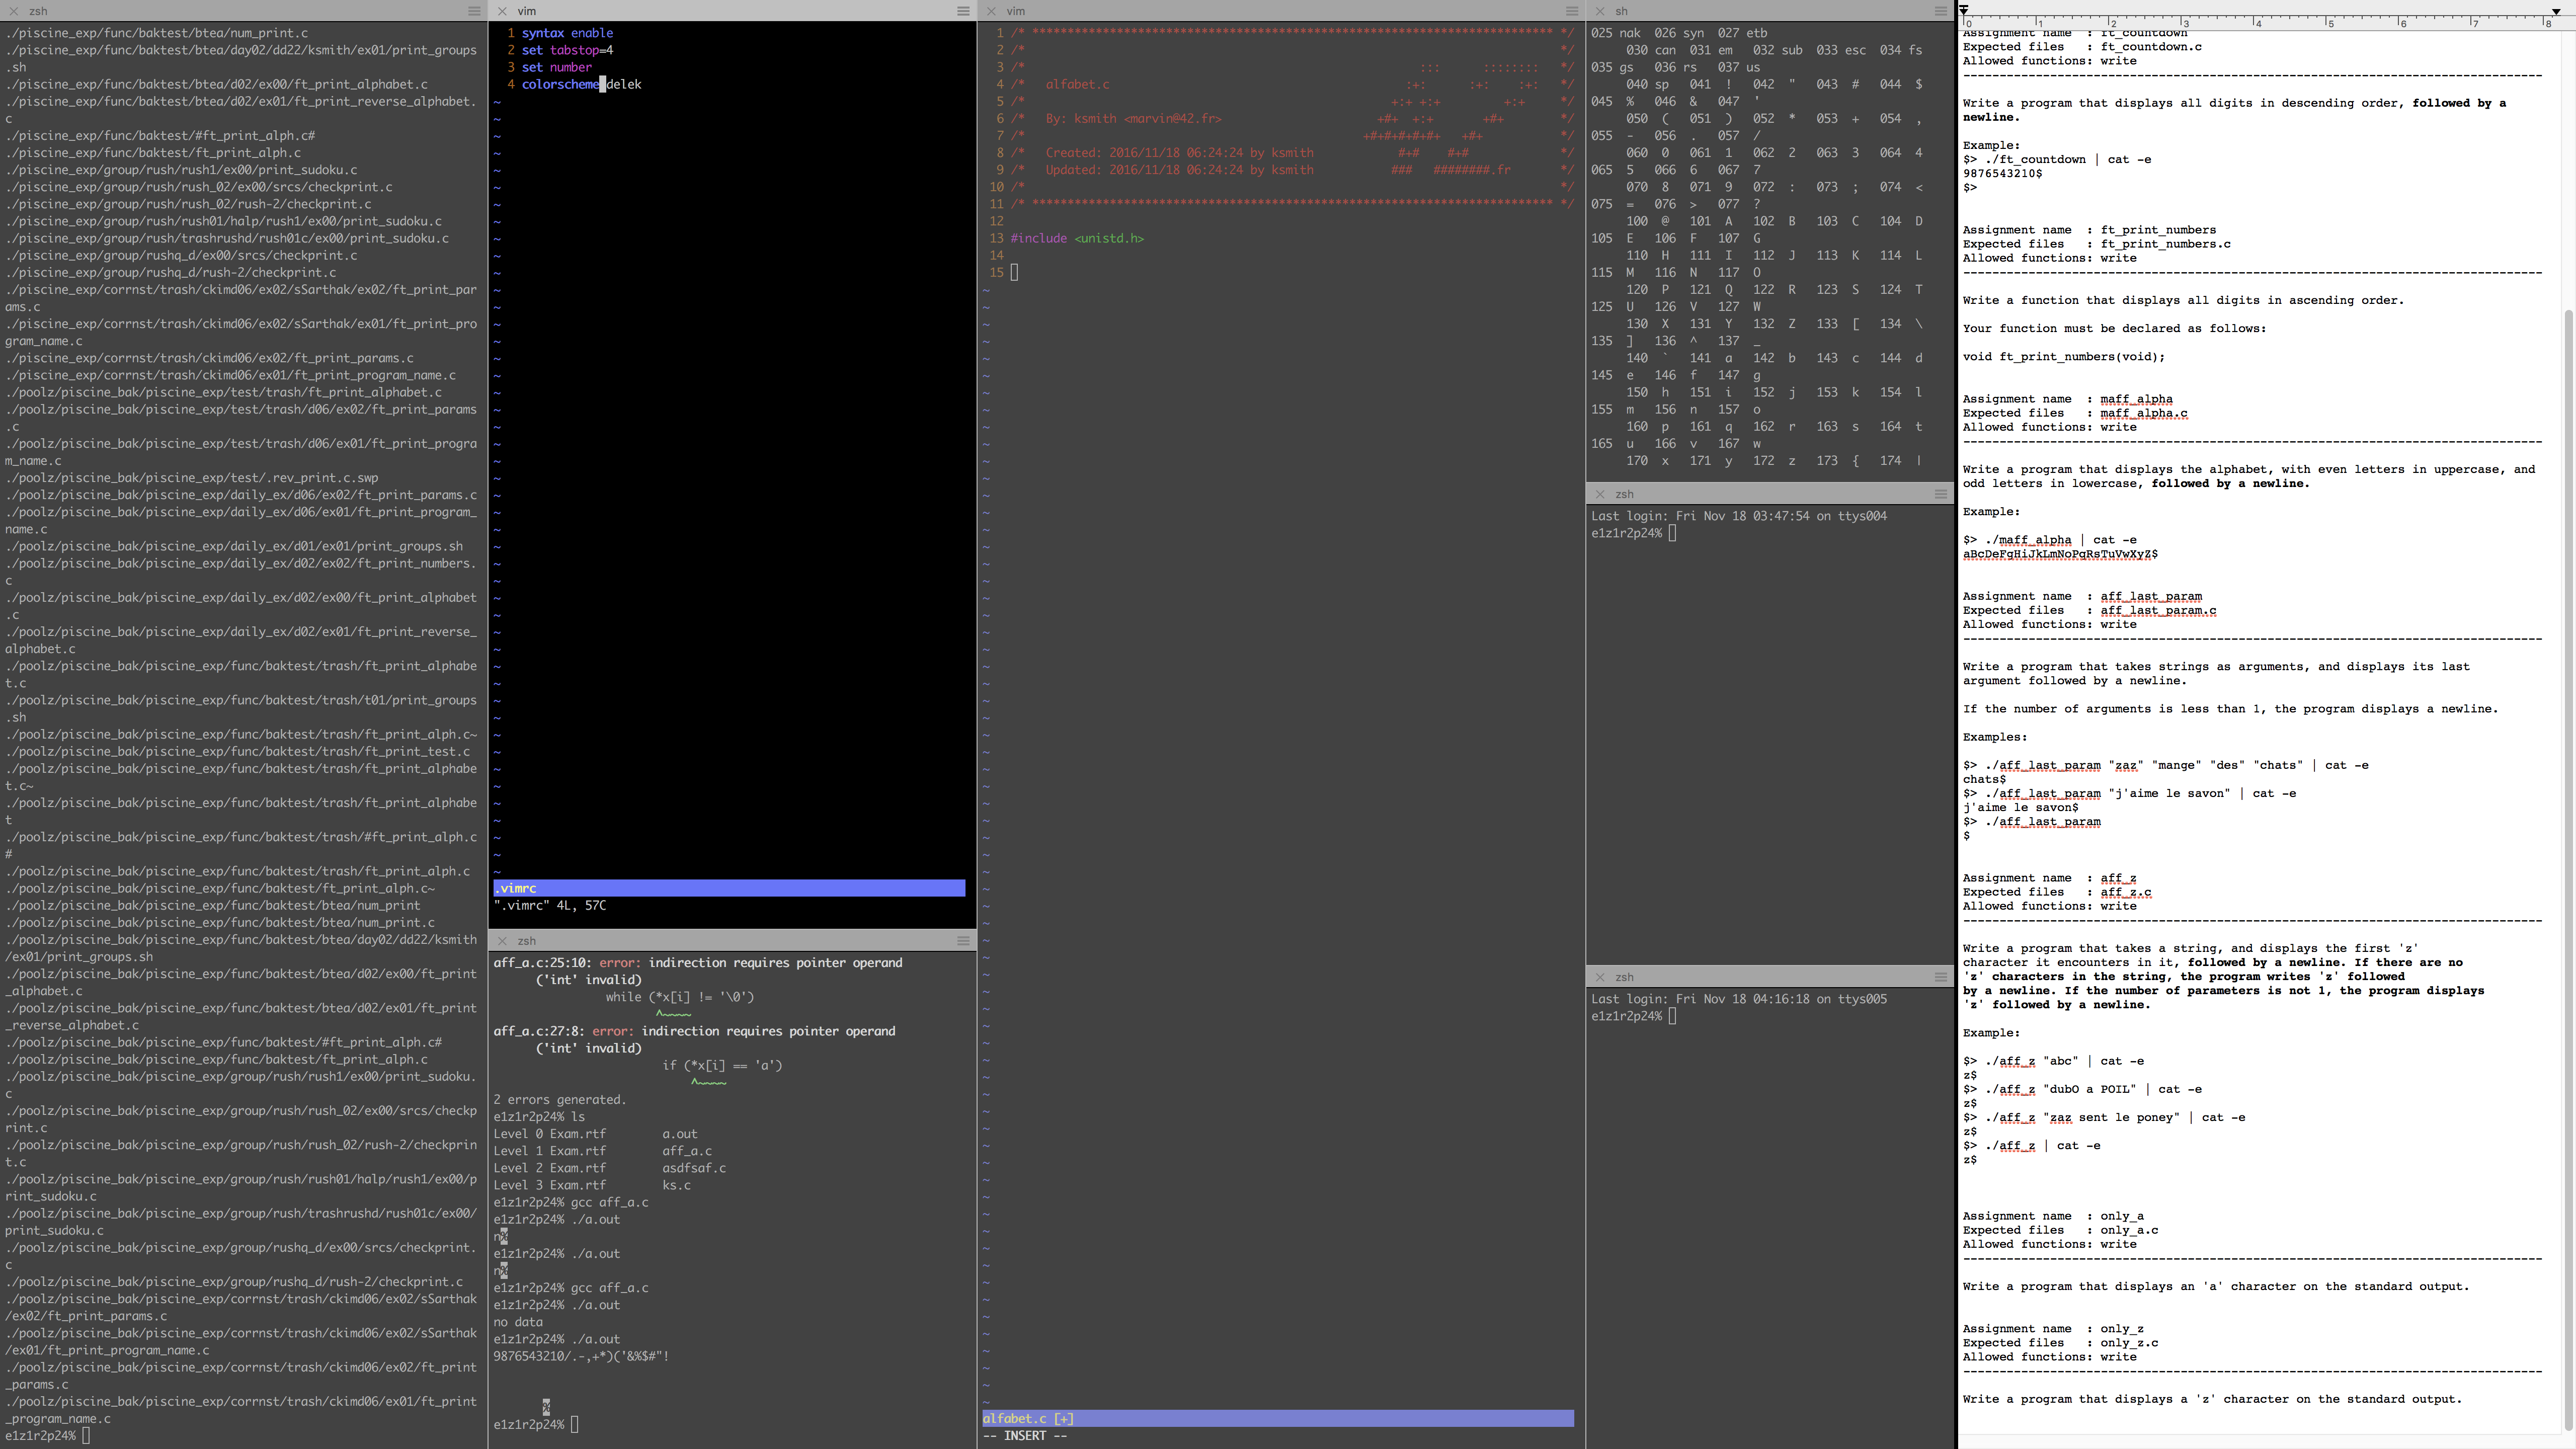 zsh
./piscine_exp/func/baktest/btea/num_print.c
./piscine_exp/func/baktest/btea/day02/dd22/ksmith/ex01/print_groups
.sh
./piscine_exp/func/baktest/btea/d02/ex00/ft_print_alphabet.c
./piscine_exp/func/baktest/btea/d02/ex01/ft_print_reverse_alphabet.
c
./piscine_exp/func/baktest/#ft_print_alph.c#
./piscine_exp/func/baktest/ft_print_alph.c
./piscine_exp/group/rush/rush1/ex00/print_sudoku.c
./piscine_exp/group/rush/rush_02/ex00/srcs/checkprint.c
./piscine_exp/group/rush/rush_02/rush-2/checkprint.c
./piscine_exp/group/rush/rush01/halp/rush1/ex00/print_sudoku.c
./piscine_exp/group/rush/trashrushd/rush01c/ex00/print_sudoku.c
./piscine_exp/group/rushq_d/ex00/srcs/checkprint.c
./piscine_exp/group/rushq_d/rush-2/checkprint.c
./piscine_exp/corrnst/trash/ckimd06/ex02/sSarthak/ex02/ft_print_par
ams.c
./piscine_exp/corrnst/trash/ckimd06/ex02/sSarthak/ex01/ft_print_pro
gram_name.c
./piscine_exp/corrnst/trash/ckimd06/ex02/ft_print_params.c
./piscine_exp/corrnst/trash/ckimd06/ex01/ft_print_program_name.c
./poolz/piscine_bak/piscine_exp/test/trash/ft_print_alphabet.c
./poolz/piscine_bak/piscine_exp/test/trash/d06/ex02/ft_print_params
.c
./poolz/piscine_bak/piscine_exp/test/trash/d06/ex01/ft_print_progra
m_name.c
./poolz/piscine_bak/piscine_exp/test/.rev_print.c.swp
./poolz/piscine_bak/piscine_exp/daily_ex/d06/ex02/ft_print_params.c
./poolz/piscine_bak/piscine_exp/daily_ex/d06/ex01/ft_print_program_
name.c
./poolz/piscine_bak/piscine_exp/daily_ex/d01/ex01/print_groups.sh
./poolz/piscine_bak/piscine_exp/daily_ex/d02/ex02/ft_print_numbers.
c
./poolz/piscine_bak/piscine_exp/daily_ex/d02/ex00/ft_print_alphabet
.c
./poolz/piscine_bak/piscine_exp/daily_ex/d02/ex01/ft_print_reverse_
alphabet.c
./poolz/piscine_bak/piscine_exp/func/baktest/trash/ft_print_alphabe
t.c
./poolz/piscine_bak/piscine_exp/func/baktest/trash/t01/print_groups
.sh
./poolz/piscine_bak/piscine_exp/func/baktest/trash/ft_print_alph.c~
./poolz/piscine_bak/piscine_exp/func/baktest/trash/ft_print_test.c
./poolz/piscine_bak/piscine_exp/func/baktest/trash/ft_print_alphabe
t.c~
./poolz/piscine_bak/piscine_exp/func/baktest/trash/ft_print_alphabe
t
./poolz/piscine_bak/piscine_exp/func/baktest/trash/#ft_print_alph.c
#
./poolz/piscine_bak/piscine_exp/func/baktest/trash/ft_print_alph.c
./poolz/piscine_bak/piscine_exp/func/baktest/ft_print_alph.c~
./poolz/piscine_bak/piscine_exp/func/baktest/btea/num_print
./poolz/piscine_bak/piscine_exp/func/baktest/btea/num_print.c
./poolz/piscine_bak/piscine_exp/func/baktest/btea/day02/dd22/ksmith
/ex01/print_groups.sh
./poolz/piscine_bak/piscine_exp/func/baktest/btea/d02/ex00/ft_print
_alphabet.c
./poolz/piscine_bak/piscine_exp/func/baktest/btea/d02/ex01/ft_print
_reverse_alphabet.c
./poolz/piscine_bak/piscine_exp/func/baktest/#ft_print_alph.c#
./poolz/piscine_bak/piscine_exp/func/baktest/ft_print_alph.c
./poolz/piscine_bak/piscine_exp/group/rush/rush1/ex00/print_sudoku.
c
./poolz/piscine_bak/piscine_exp/group/rush/rush_02/ex00/srcs/checkp
rint.c
./poolz/piscine_bak/piscine_exp/group/rush/rush_02/rush-2/checkprin
t.c
./poolz/piscine_bak/piscine_exp/group/rush/rush01/halp/rush1/ex00/p
rint_sudoku.c
./poolz/piscine_bak/piscine_exp/group/rush/trashrushd/rush01c/ex00/
print_sudoku.c
./poolz/piscine_bak/piscine_exp/group/rushq_d/ex00/srcs/checkprint.
c
./poolz/piscine_bak/piscine_exp/group/rushq_d/rush-2/checkprint.c
./poolz/piscine_bak/piscine_exp/corrnst/trash/ckimd06/ex02/sSarthak
/ex02/ft_print_params.c
./poolz/piscine_bak/piscine_exp/corrnst/trash/ckimd06/ex02/sSarthak
/ex01/ft_print_program_name.c
./poolz/piscine_bak/piscine_exp/corrnst/trash/ckimd06/ex02/ft_print
_params.c
./poolz/piscine_bak/piscine_exp/corrnst/trash/ckimd06/ex01/ft_print
_program_name.c
e1z1r2p24%
vim
1 syntax enable
2 set tabstop=4
3 set number
4 colorscheme delek
.vimrc
".vimrc" 4L, 57C
zsh
aff_a.c:25:10: error: indirection requires pointer operand
('int' invalid)
while (*x[i] != '\0')
^~~~~
aff_a.c:27:8: error: indirection requires pointer operand
('int' invalid)
if (*x[i] == 'a')
^~~~~
2 errors generated.
e1z1r2p24% ls
Level 0 Exam.rtf a.out
Level 1 Exam.rtf aff_a.c
Level 2 Exam.rtf asdfsaf.c
Level 3 Exam.rtf ks.c
e1z1r2p24% gcc aff_a.c
e1z1r2p24% ./a.out
n%
e1z1r2p24% ./a.out
n%
e1z1r2p24% gcc aff_a.c
e1z1r2p24% ./a.out
no data
e1z1r2p24% ./a.out
9876543210/.-,+*)('&%$#"!
%
e1z1r2p24%
vim
1 /* ************************************************************************** */
2 /* */
3 /* ::: :::::::: */
4 /* alfabet.c :+: :+: :+: */
5 /* +:+ +:+ +:+ */
6 /* By: ksmith <marvin@42.fr> +#+ +:+ +#+ */
7 /* +#+#+#+#+#+ +#+ */
8 /* Created: 2016/11/18 06:24:24 by ksmith #+# #+# */
9 /* Updated: 2016/11/18 06:24:24 by ksmith ### ########.fr */
10 /* */
11 /* ************************************************************************** */
12
13 #include <unistd.h>
14
15
alfabet.c [+]
-- INSERT --
sh
025 nak 026 syn 027 etb
030 can 031 em 032 sub 033 esc 034 fs
035 gs 036 rs 037 us
040 sp 041 ! 042 " 043 # 044 $
045 % 046 & 047 '
050 ( 051 ) 052 * 053 + 054 ,
055 - 056 . 057 /
060 0 061 1 062 2 063 3 064 4
065 5 066 6 067 7
070 8 071 9 072 : 073 ; 074 <
075 = 076 > 077 ?
100 @ 101 A 102 B 103 C 104 D
105 E 106 F 107 G
110 H 111 I 112 J 113 K 114 L
115 M 116 N 117 O
120 P 121 Q 122 R 123 S 124 T
125 U 126 V 127 W
130 X 131 Y 132 Z 133 [ 134 \
135 ] 136 ^ 137 _
140 ` 141 a 142 b 143 c 144 d
145 e 146 f 147 g
150 h 151 i 152 j 153 k 154 l
155 m 156 n 157 o
160 p 161 q 162 r 163 s 164 t
165 u 166 v 167 w
170 x 171 y 172 z 173 { 174 |
zsh
Last login: Fri Nov 18 03:47:54 on ttys004
e1z1r2p24%
zsh
Last login: Fri Nov 18 04:16:18 on ttys005
e1z1r2p24%
0 1 2 3 4 5 6 7 8
Assignment name : ft_countdown
Expected files : ft_countdown.c
Allowed functions: write
--------------------------------------------------------------------------------
Write a program that displays all digits in descending order, followed by a
newline.
Example:
$> ./ft_countdown | cat -e
9876543210$
$>
Assignment name : ft_print_numbers
Expected files : ft_print_numbers.c
Allowed functions: write
--------------------------------------------------------------------------------
Write a function that displays all digits in ascending order.
Your function must be declared as follows:
void ft_print_numbers(void);
Assignment name : maff_alpha
Expected files : maff_alpha.c
Allowed functions: write
--------------------------------------------------------------------------------
Write a program that displays the alphabet, with even letters in uppercase, and
odd letters in lowercase, followed by a newline.
Example:
$> ./maff_alpha | cat -e
aBcDeFgHiJkLmNoPqRsTuVwXyZ$
Assignment name : aff_last_param
Expected files : aff_last_param.c
Allowed functions: write
--------------------------------------------------------------------------------
Write a program that takes strings as arguments, and displays its last
argument followed by a newline.
If the number of arguments is less than 1, the program displays a newline.
Examples:
$> ./aff_last_param "zaz" "mange" "des" "chats" | cat -e
chats$
$> ./aff_last_param "j'aime le savon" | cat -e
j'aime le savon$
$> ./aff_last_param
$
Assignment name : aff_z
Expected files : aff_z.c
Allowed functions: write
--------------------------------------------------------------------------------
Write a program that takes a string, and displays the first 'z'
character it encounters in it, followed by a newline. If there are no
'z' characters in the string, the program writes 'z' followed
by a newline. If the number of parameters is not 1, the program displays
'z' followed by a newline.
Example:
$> ./aff_z "abc" | cat -e
z$
$> ./aff_z "dubO a POIL" | cat -e
z$
$> ./aff_z "zaz sent le poney" | cat -e
z$
$> ./aff_z | cat -e
z$
Assignment name : only_a
Expected files : only_a.c
Allowed functions: write
--------------------------------------------------------------------------------
Write a program that displays an 'a' character on the standard output.
Assignment name : only_z
Expected files : only_z.c
Allowed functions: write
--------------------------------------------------------------------------------
Write a program that displays a 'z' character on the standard output.